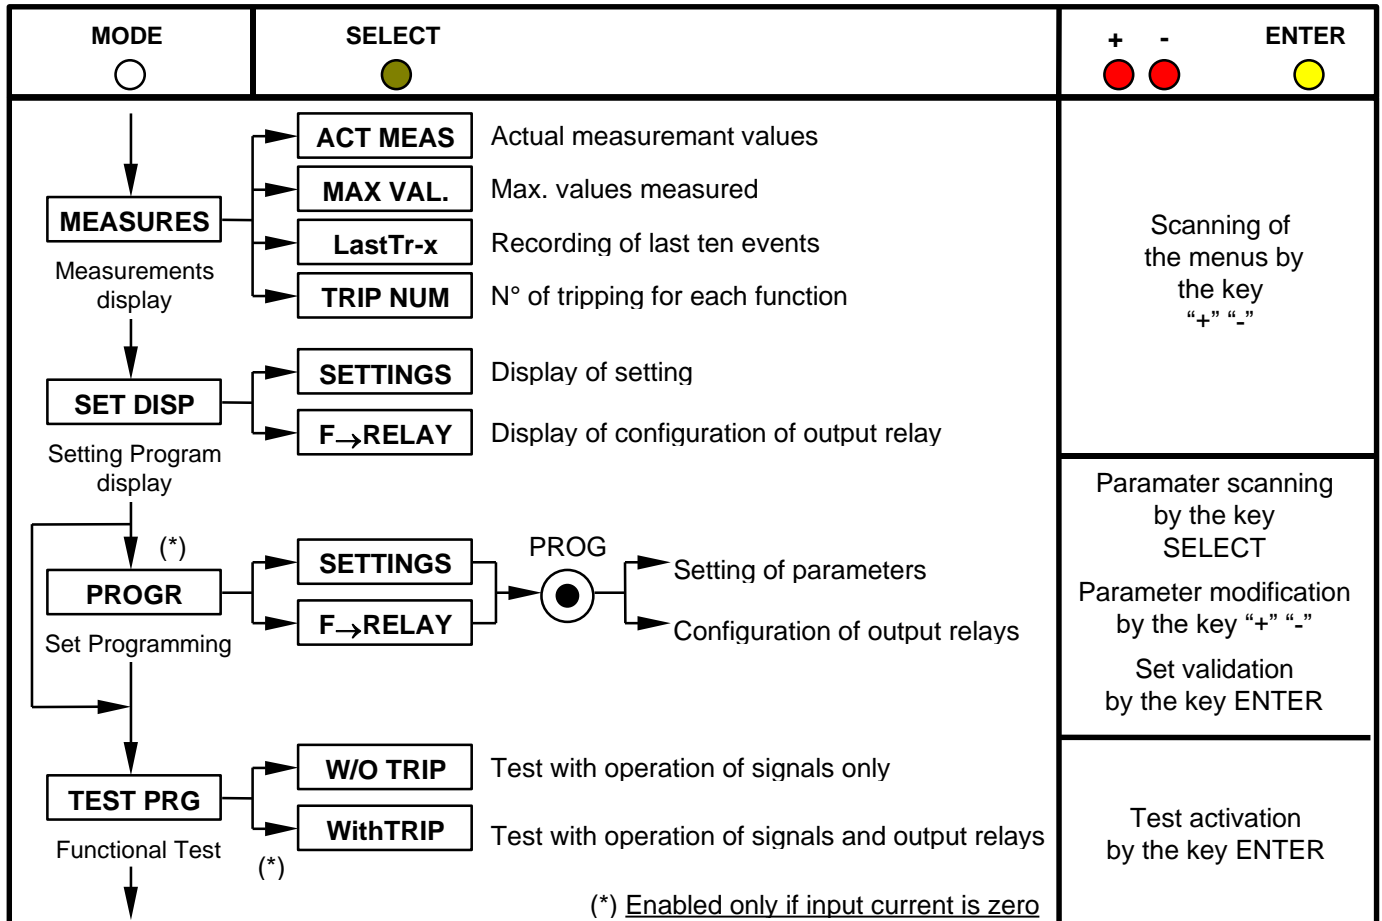 MODE
SELECT
+ -
ENTER
ACT MEAS
Actual measuremant values
MAX VAL.
Max. values measured
MEASURES
LastTr-x
Recording of last ten events
Measurements
display
TRIP NUM
N° of tripping for each function
Scanning of
the menus by
the key
“+” “-”
SETTINGS
Display of setting
SET DISP
F→RELAY
Display of configuration of output relay
Setting Program
display
(*)
SETTINGS
PROG
Setting of parameters
PROGR
F→RELAY
Configuration of output relays
Set Programming
Paramater scanning
by the key
SELECT
Parameter modification
by the key “+” “-”
Set validation
by the key ENTER
W/O TRIP
Test with operation of signals only
TEST PRG
WithTRIP
Test with operation of signals and output relays
Functional Test
(*)
Test activation
by the key ENTER
(*) Enabled only if input current is zero